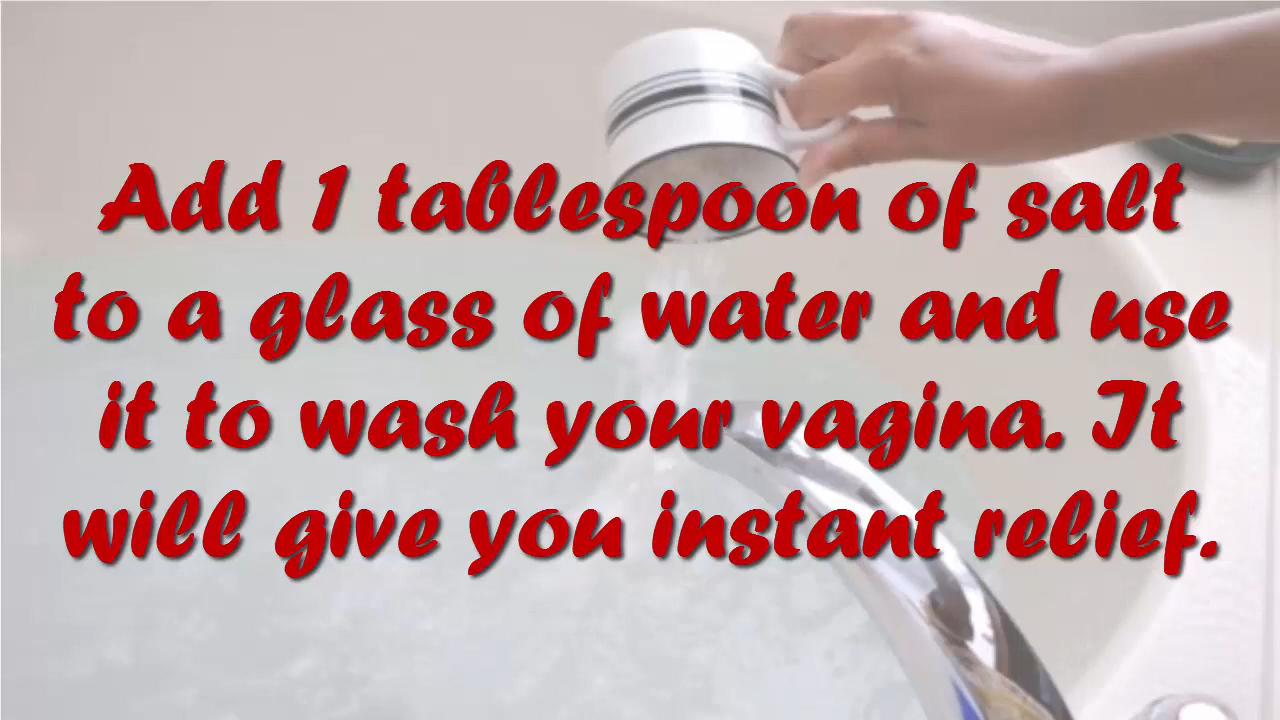 Add 1 tablespoon of salt
to a glass of water and use
it to wash your vagina. It
will give you instant relief.